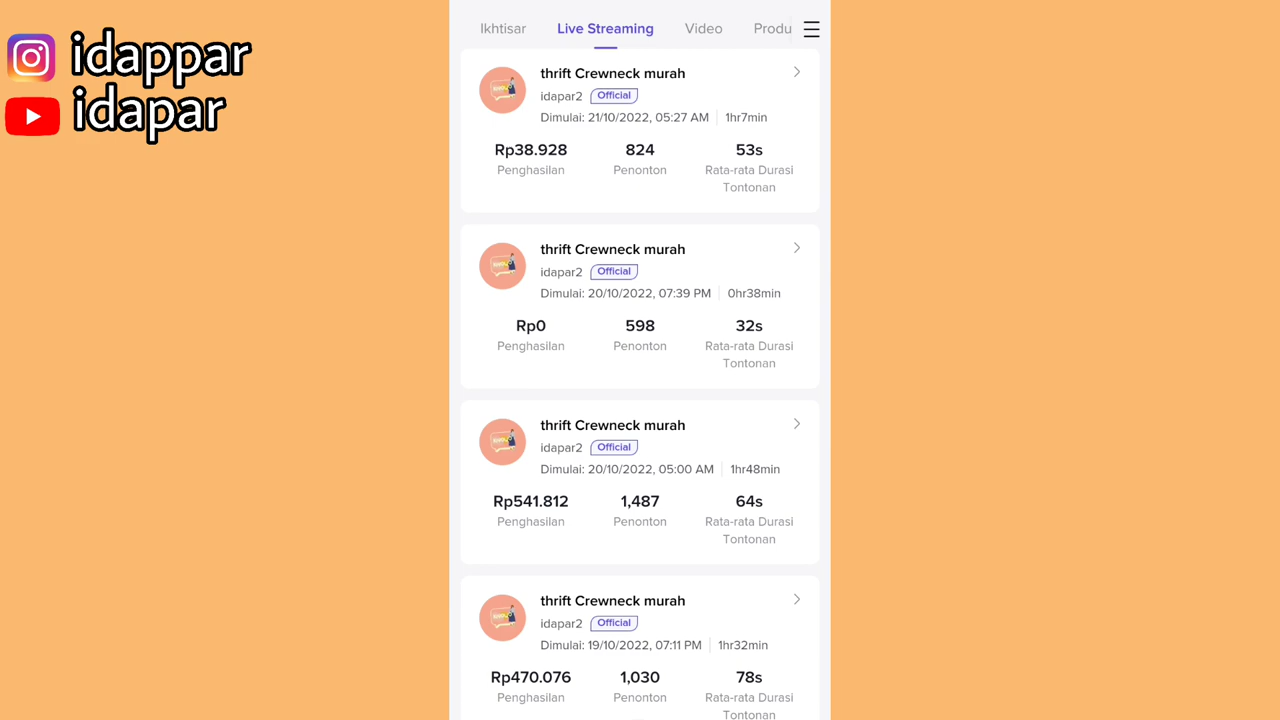 idappar
idapar
Ikhtisar Live Streaming Video Produ
thrift Crewneck murah
idapar2 Official
Dimulai: 21/10/2022, 05:27 AM 1hr7min
Rp38.928 824 53s
Penghasilan Penonton Rata-rata Durasi
Tontonan
thrift Crewneck murah
idapar2 Official
Dimulai: 20/10/2022, 07:39 PM 0hr38min
Rp0 598 32s
Penghasilan Penonton Rata-rata Durasi
Tontonan
thrift Crewneck murah
idapar2 Official
Dimulai: 20/10/2022, 05:00 AM 1hr48min
Rp541.812 1,487 64s
Penghasilan Penonton Rata-rata Durasi
Tontonan
thrift Crewneck murah
idapar2 Official
Dimulai: 19/10/2022, 07:11 PM 1hr32min
Rp470.076 1,030 78s
Penghasilan Penonton Rata-rata Durasi
Tontonan